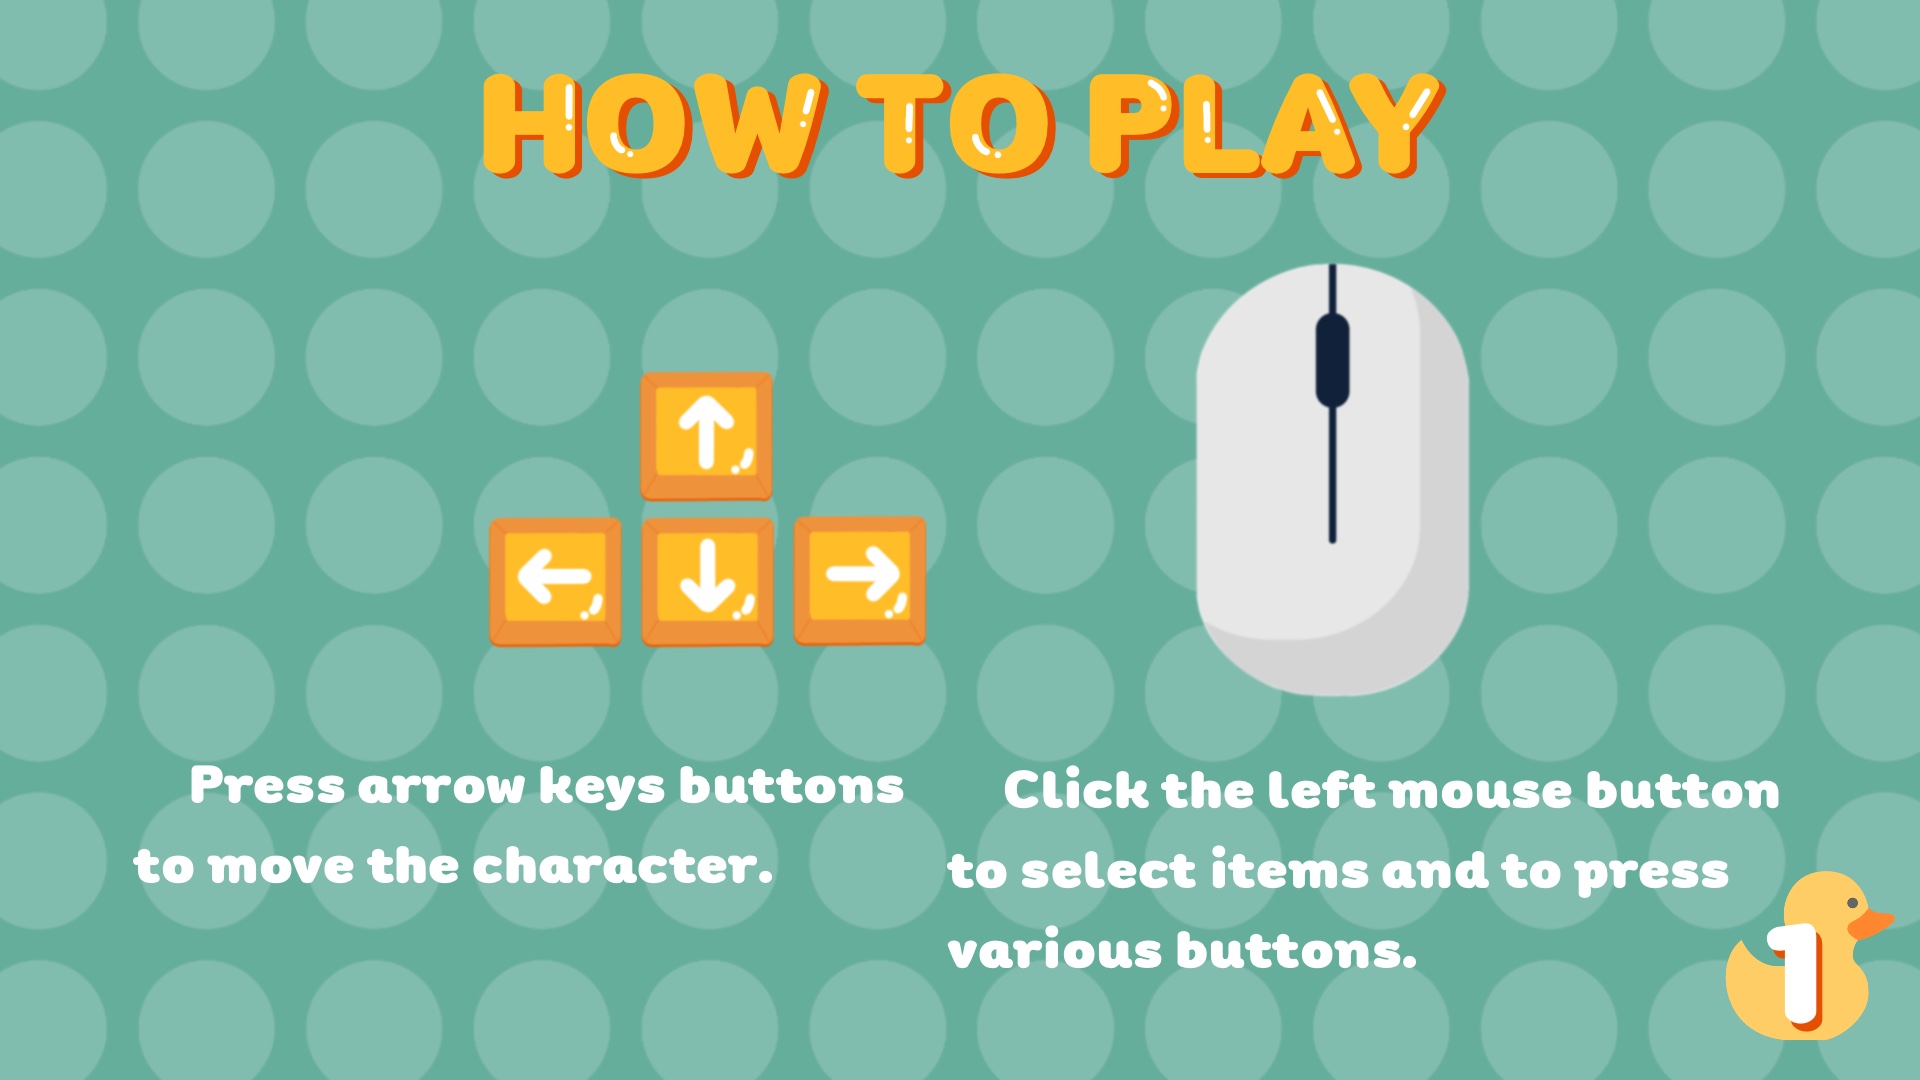 HOW TO PLAY
Press arrow keys buttons
to move the character.
Click the left mouse button
to select items and to press
various buttons.
1